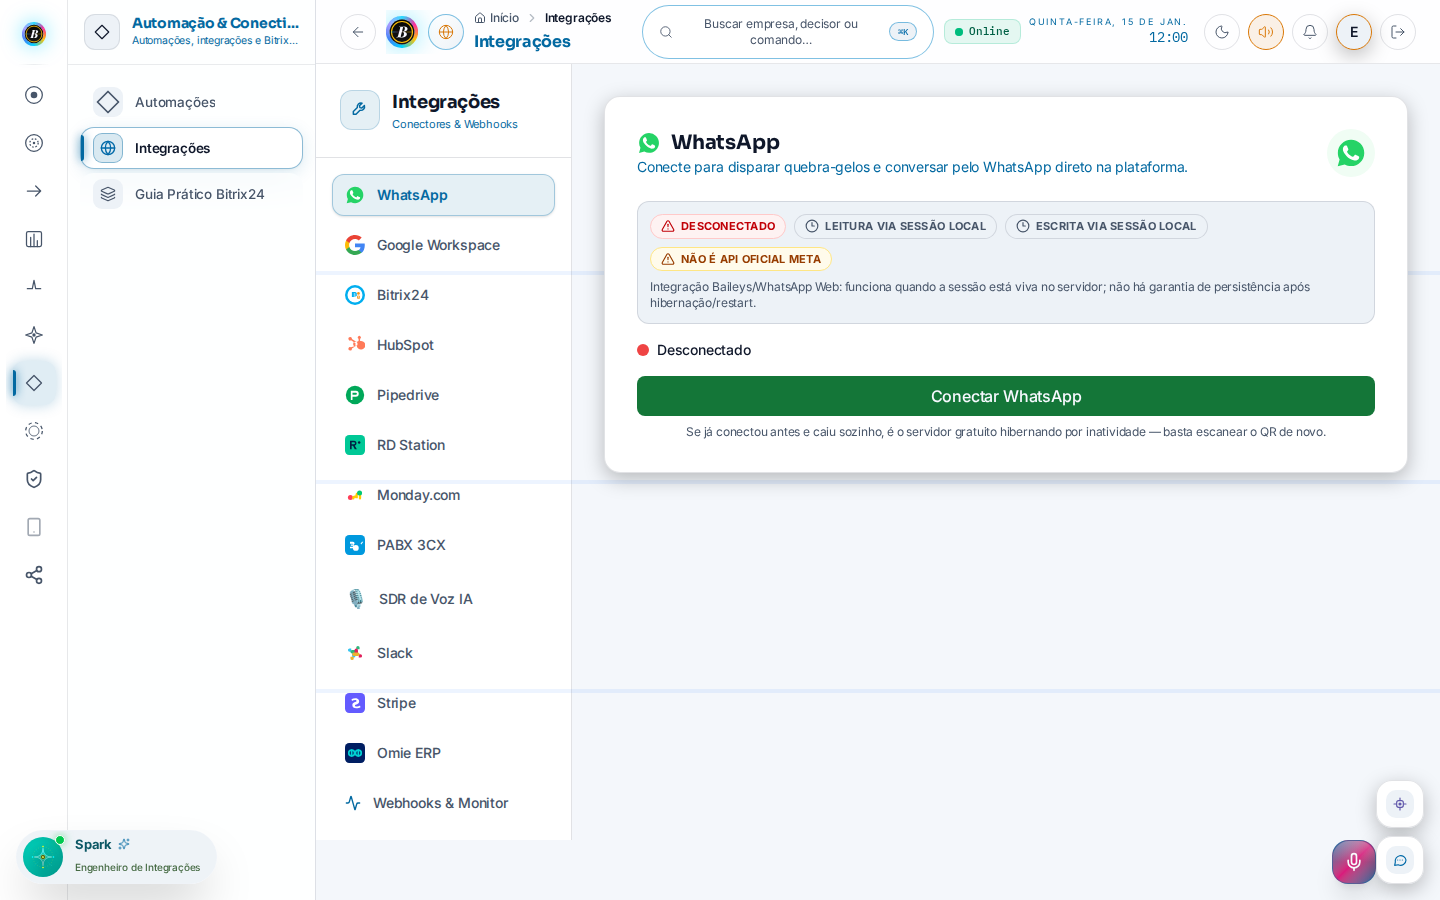 Automação & Conecti...
Automações, integrações e Bitrix...
Automações
Integrações
Guia Prático Bitrix24
Spark
Engenheiro de Integrações
Início
Integrações
Integrações
Buscar empresa, decisor ou
comando...
⌘K
Online
QUINTA-FEIRA, 15 DE JAN.
12:00
E
Integrações
Conectores & Webhooks
WhatsApp
Google Workspace
Bitrix24
HubSpot
Pipedrive
RD Station
Monday.com
PABX 3CX
SDR de Voz IA
Slack
Stripe
Omie ERP
Webhooks & Monitor
WhatsApp
Conecte para disparar quebra-gelos e conversar pelo WhatsApp direto na plataforma.
DESCONECTADO
LEITURA VIA SESSÃO LOCAL
ESCRITA VIA SESSÃO LOCAL
NÃO É API OFICIAL META
Integração Baileys/WhatsApp Web: funciona quando a sessão está viva no servidor; não há garantia de persistência após
hibernação/restart.
Desconectado
Conectar WhatsApp
Se já conectou antes e caiu sozinho, é o servidor gratuito hibernando por inatividade — basta escanear o QR de novo.